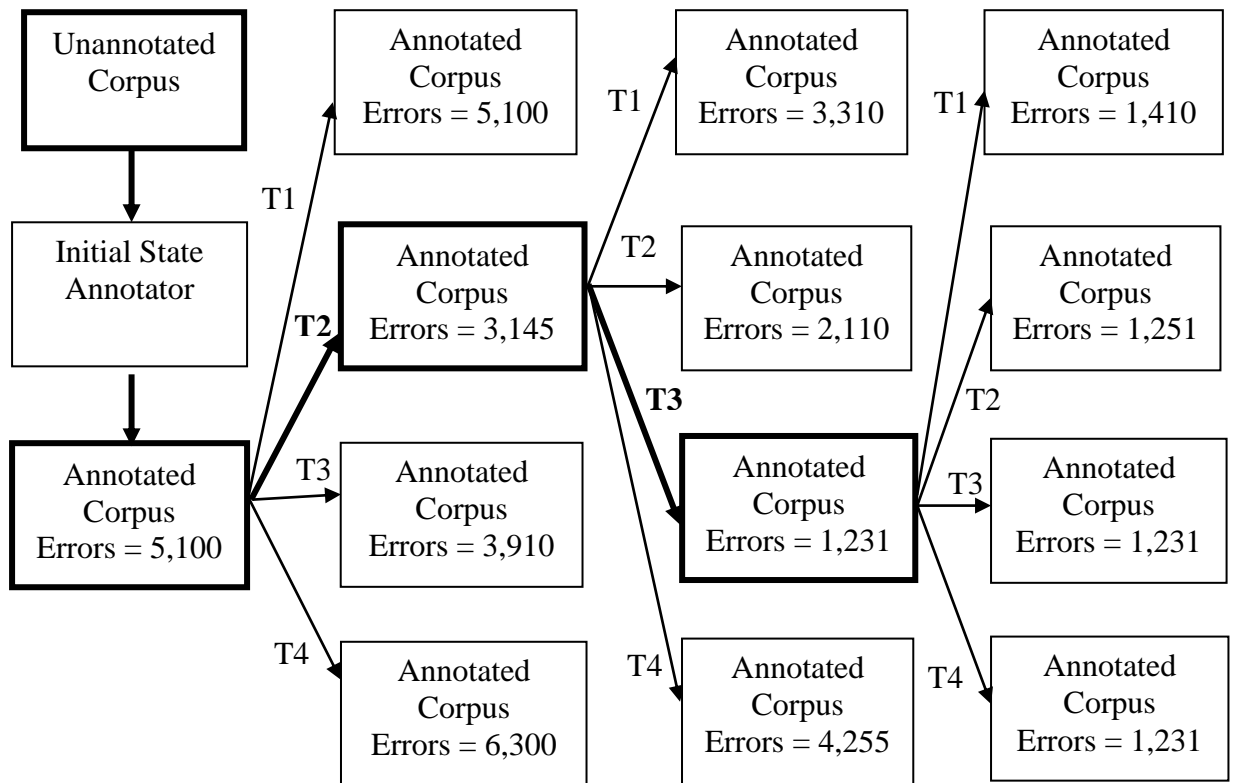 Unannotated
Corpus
Initial State
Annotator
Annotated
Corpus
Errors = 5,100
T1
T2
T3
T4
Annotated
Corpus
Errors = 5,100
Annotated
Corpus
Errors = 3,145
Annotated
Corpus
Errors = 3,910
Annotated
Corpus
Errors = 6,300
T1
T2
T3
T4
Annotated
Corpus
Errors = 3,310
Annotated
Corpus
Errors = 2,110
Annotated
Corpus
Errors = 1,231
Annotated
Corpus
Errors = 4,255
T1
T2
T3
T4
Annotated
Corpus
Errors = 1,410
Annotated
Corpus
Errors = 1,251
Annotated
Corpus
Errors = 1,231
Annotated
Corpus
Errors = 1,231